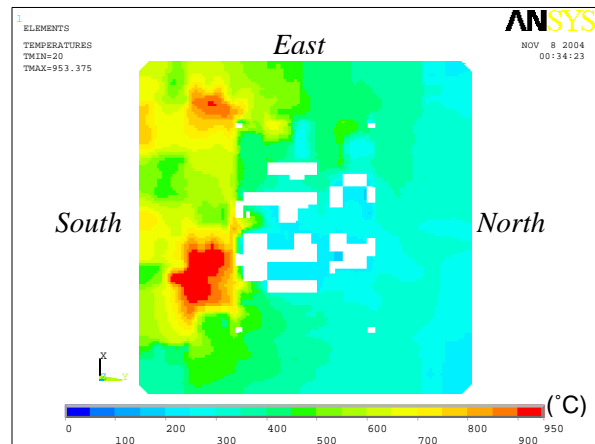 1
ELEMENTS
TEMPERATURES
TMIN=20
TMAX=953.375
ANSYS
NOV 8 2004
00:34:23
East
South
North
X
Y
(°C)
0 200 400 600 800 950
100 300 500 700 900